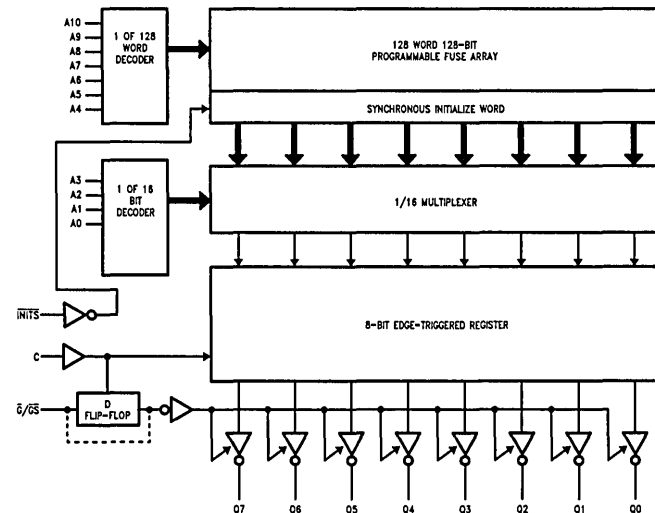 A10
A9
A8
A7
A6
A5
A4
1 OF 128
WORD
DECODER
128 WORD 128-BIT
PROGRAMMABLE FUSE ARRAY
SYNCHRONOUS INITIALIZE WORD
A3
A2
A1
A0
1 OF 16
BIT
DECODER
1/16 MULTIPLEXER
INITS
8-BIT EDGE-TRIGGERED REGISTER
C
G/GS
D
FLIP-FLOP
Q7 Q6 Q5 Q4 Q3 Q2 Q1 Q0